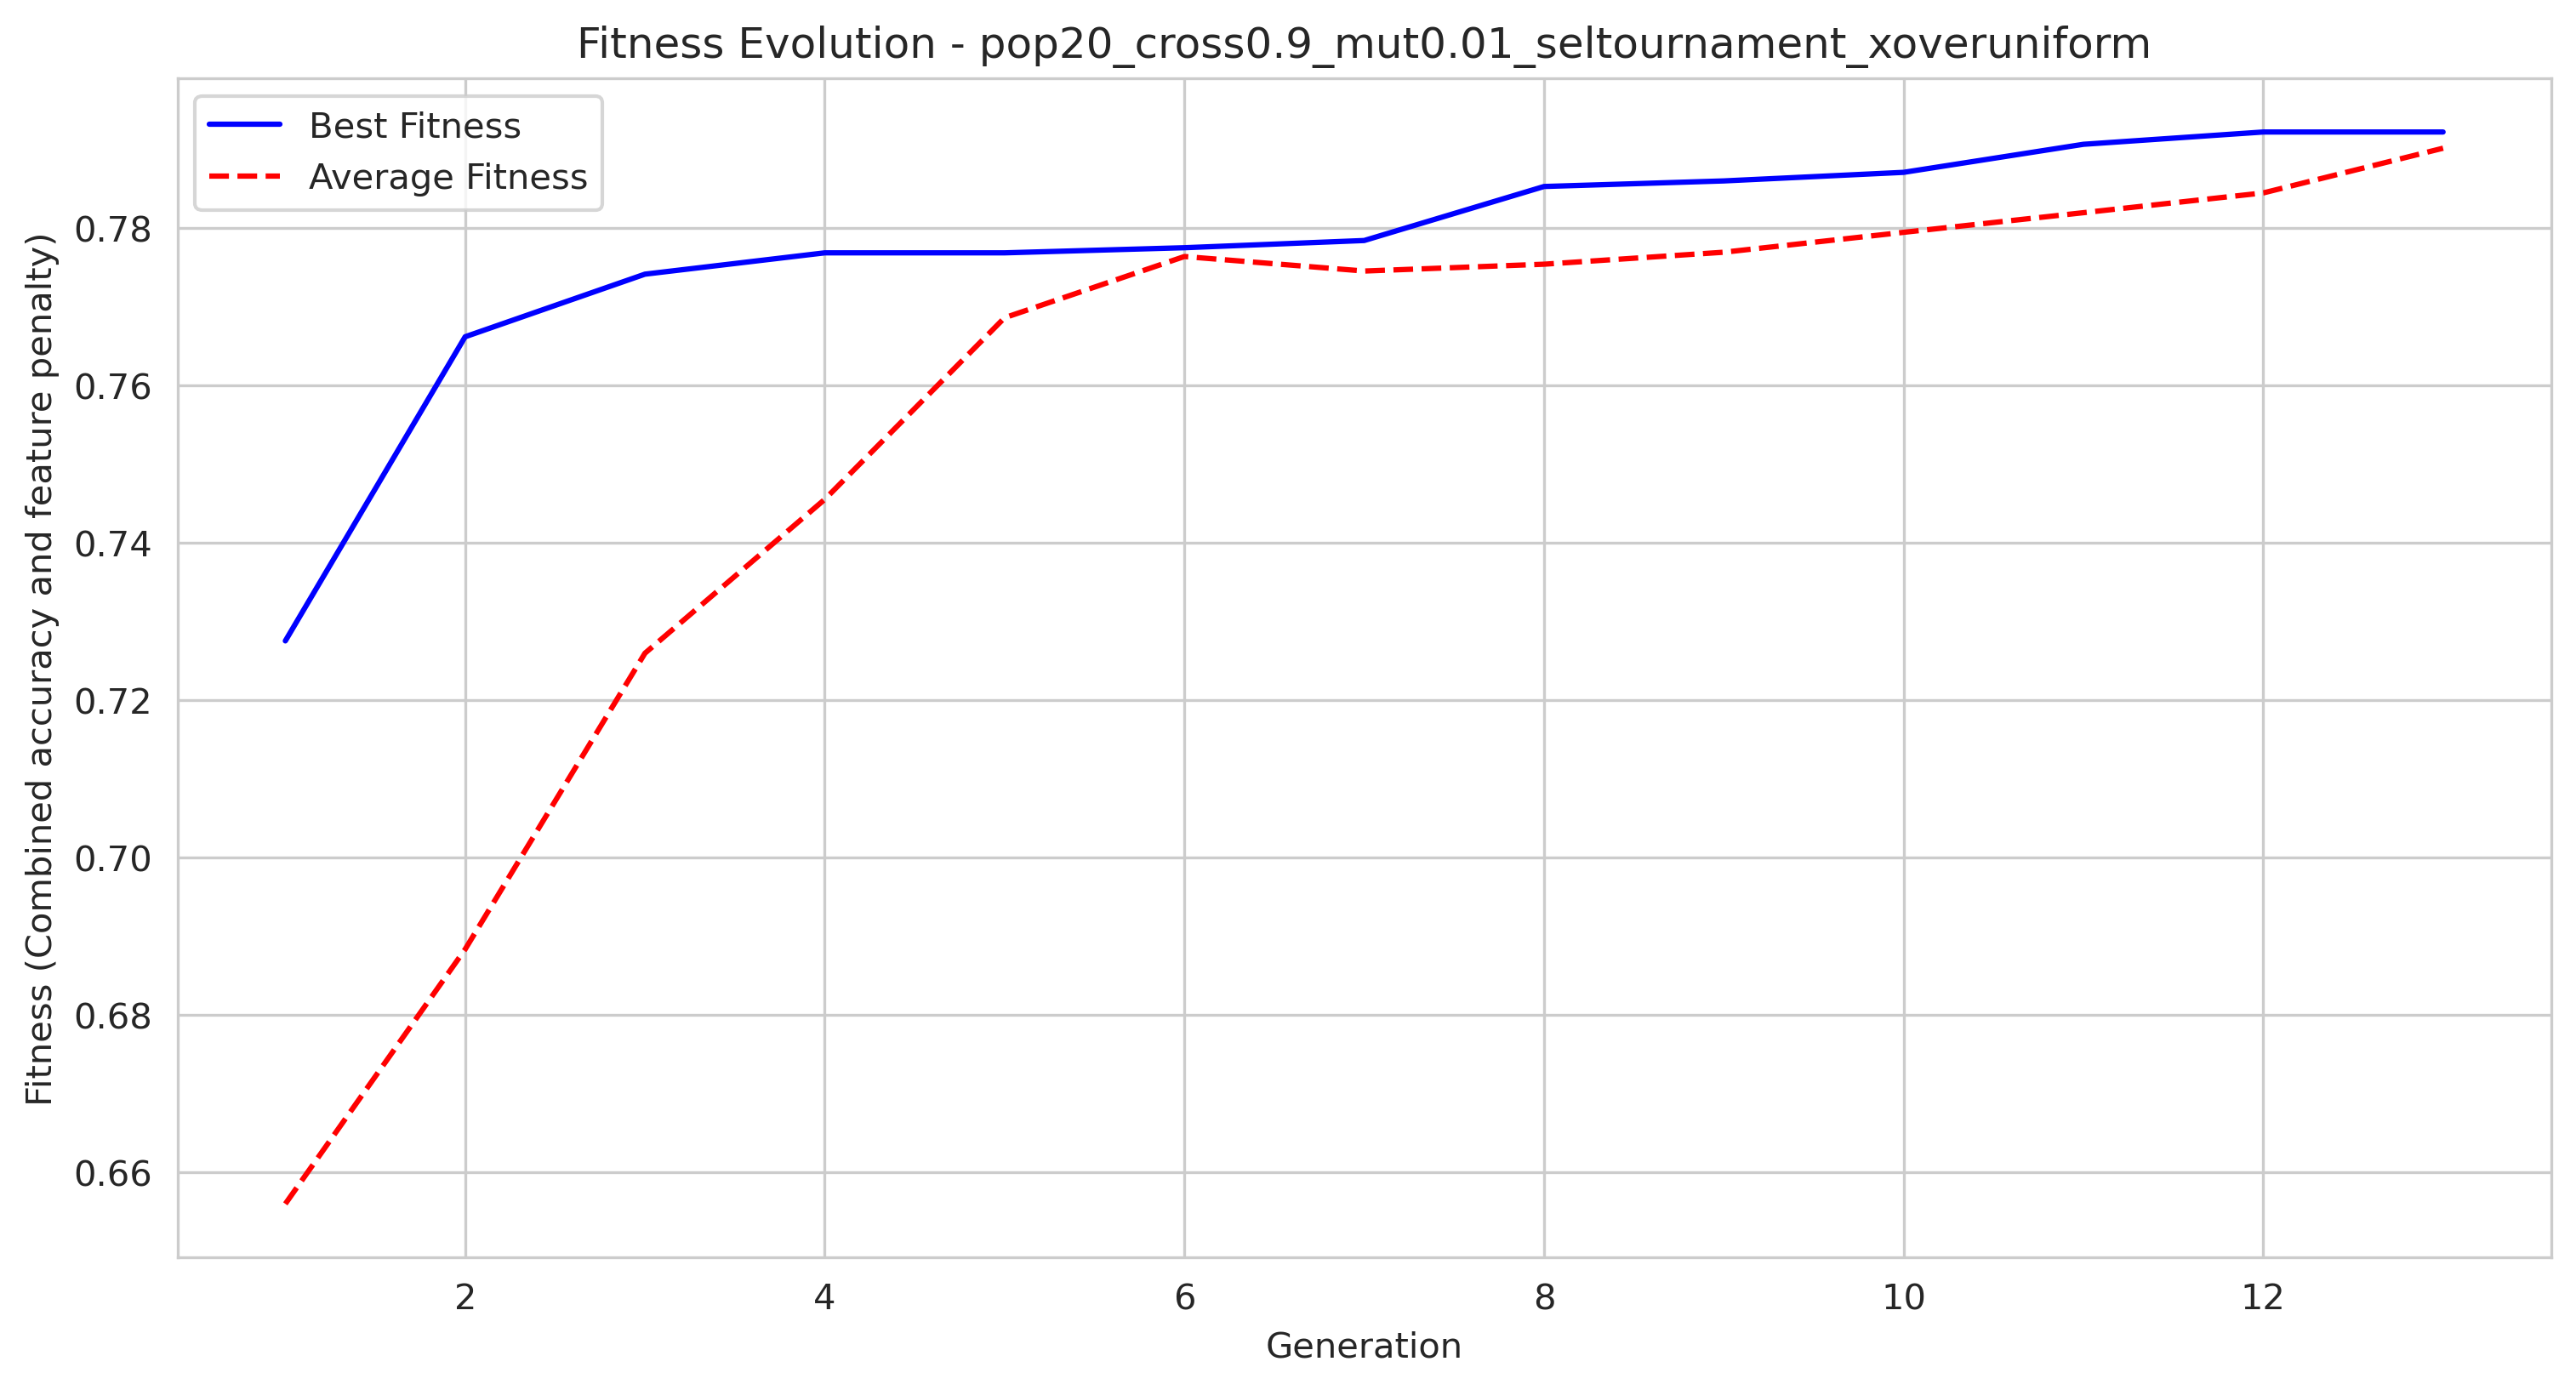 Fitness Evolution - pop20_cross0.9_mut0.01_seltournament_xoveruniform
Best Fitness
Average Fitness
Fitness (Combined accuracy and feature penalty)
0.78
0.76
0.74
0.72
0.70
0.68
0.66
2 4 6 8 10 12
Generation